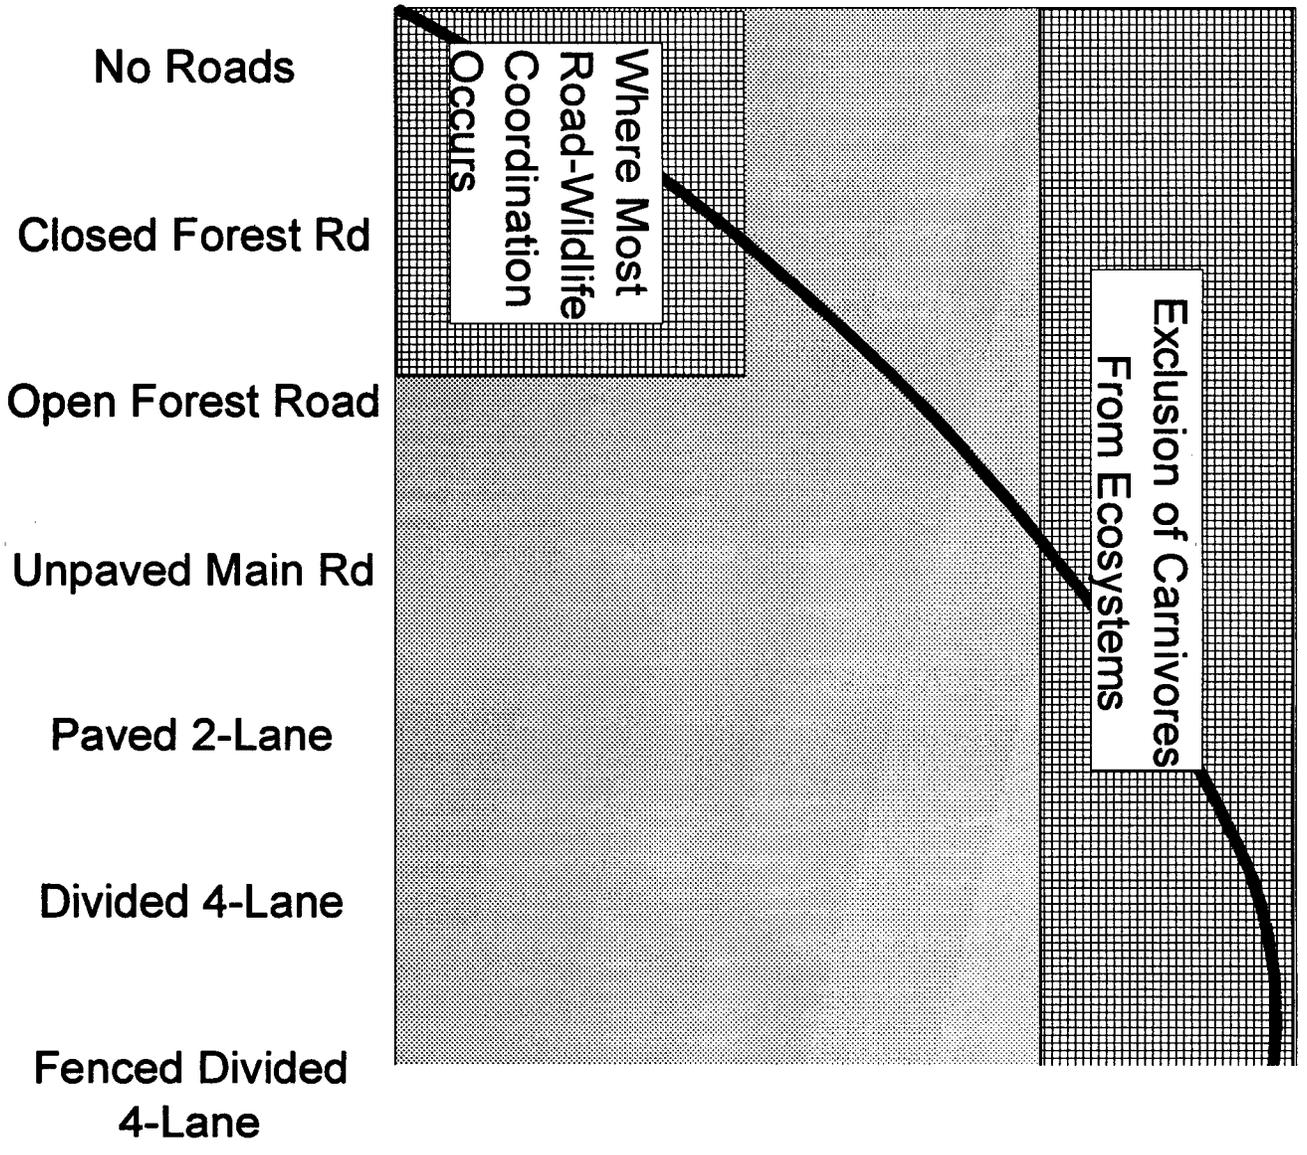 No Roads
Closed Forest Rd
Open Forest Road
Unpaved Main Rd
Paved 2-Lane
Divided 4-Lane
Fenced Divided
4-Lane
Where Most
Road-Wildlife
Coordination
Occurs
Exclusion of Carnivores
From Ecosystems